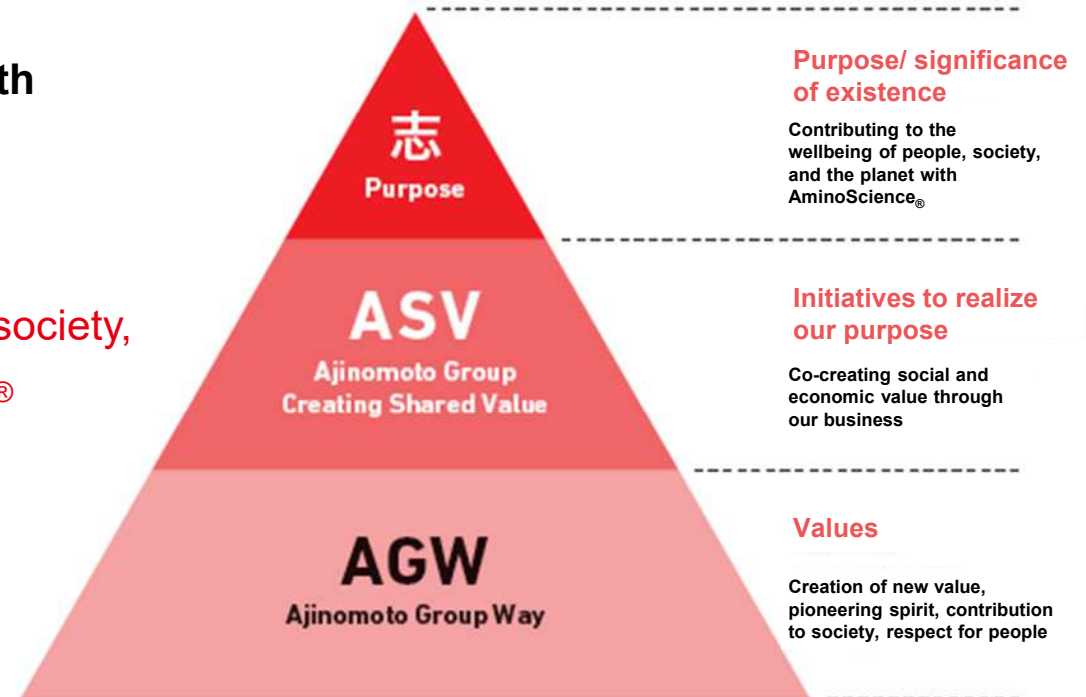 th
society,
®
志
Purpose
ASV
Ajinomoto Group
Creating Shared Value
AGW
Ajinomoto Group Way
Purpose/ significance
of existence
Contributing to the
wellbeing of people, society,
and the planet with
AminoScience®
Initiatives to realize
our purpose
Co-creating social and
economic value through
our business
Values
Creation of new value,
pioneering spirit, contribution
to society, respect for people